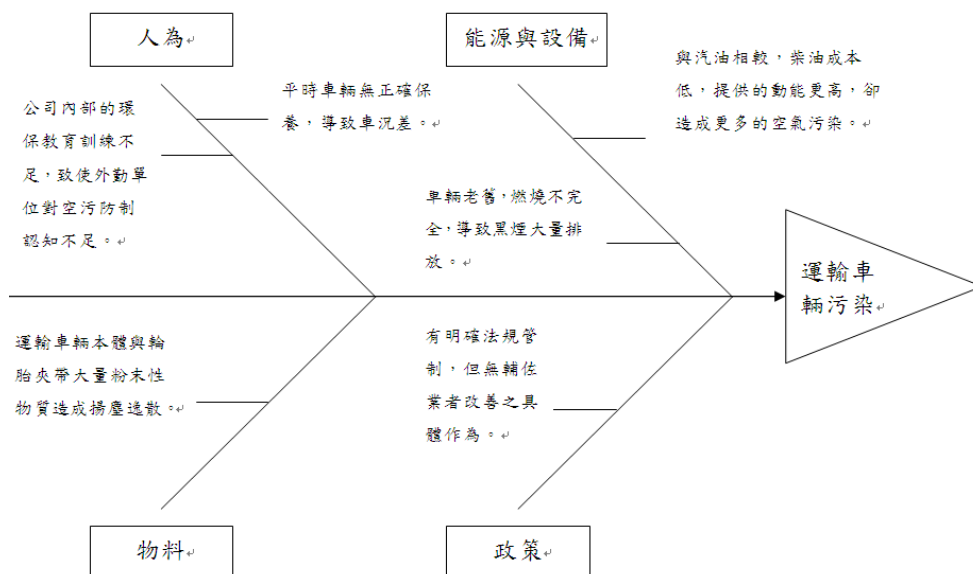 人為
能源與設備
公司內部的環
保教育訓練不
足，致使外勤單
位對空污防制
認知不足。
平時車輛無正確保
養，導致車沉差。
與汽油相較，柴油成本
低，提供的動能更高，卻
造成更多的空氣污染。
車輛老舊，燃燒不完
全，導致黑煙大量排
放。
運輸車
輛污染
運輸車輛本體與輪
胎夾帶大量粉末性
物質造成揚塵逸散。
有明確法規管
制，但無輔佐
業者改善之具
體作為。
物料
政策